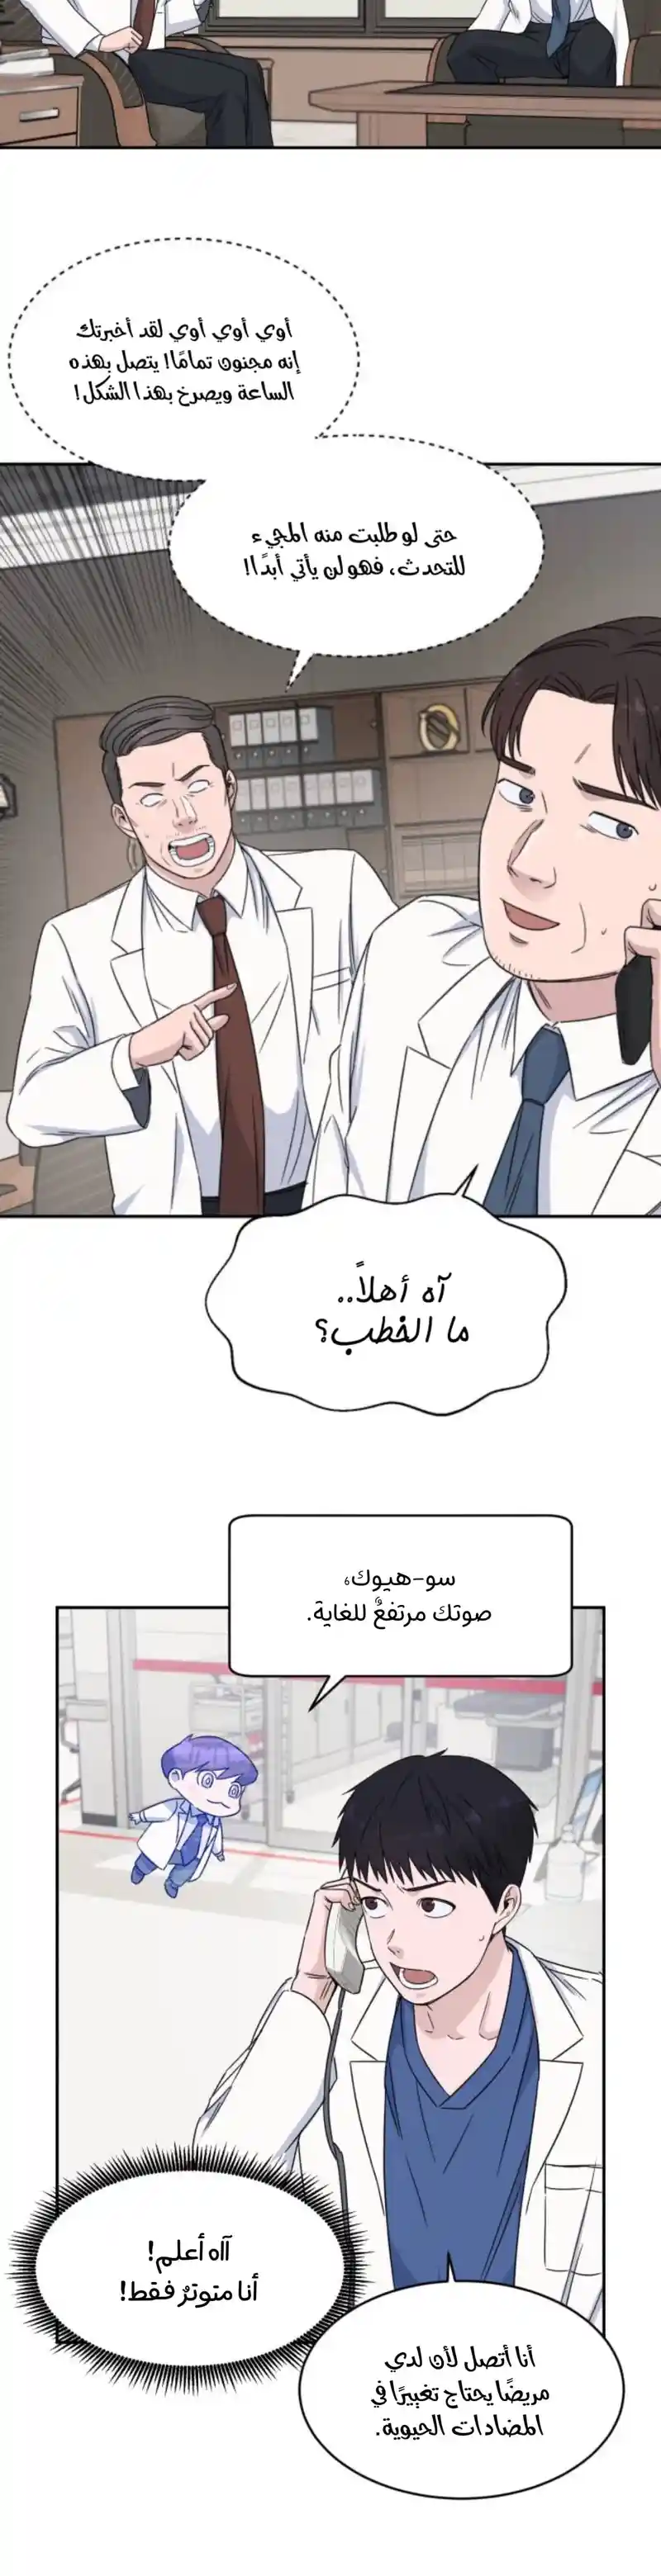 أوي أوي أوي لقد أخبرتك
إنه مجنون تمامًا! يتصل بهذه
الساعة ويصرخ بهذا الشكل!
حتى لو طلبت منه المجيء
للتحدث، فهو لن يأتي أبدًا!
آه أهلاً..
ما الخطب؟
سو-هيوك،
صوتك مرتفعٌ للغاية.
آاه أعلم!
أنا متوترٌ فقط!
أنا أتصل لأن لدي
مريضًا يحتاج تغييرًا في
المضادات الحيوية.